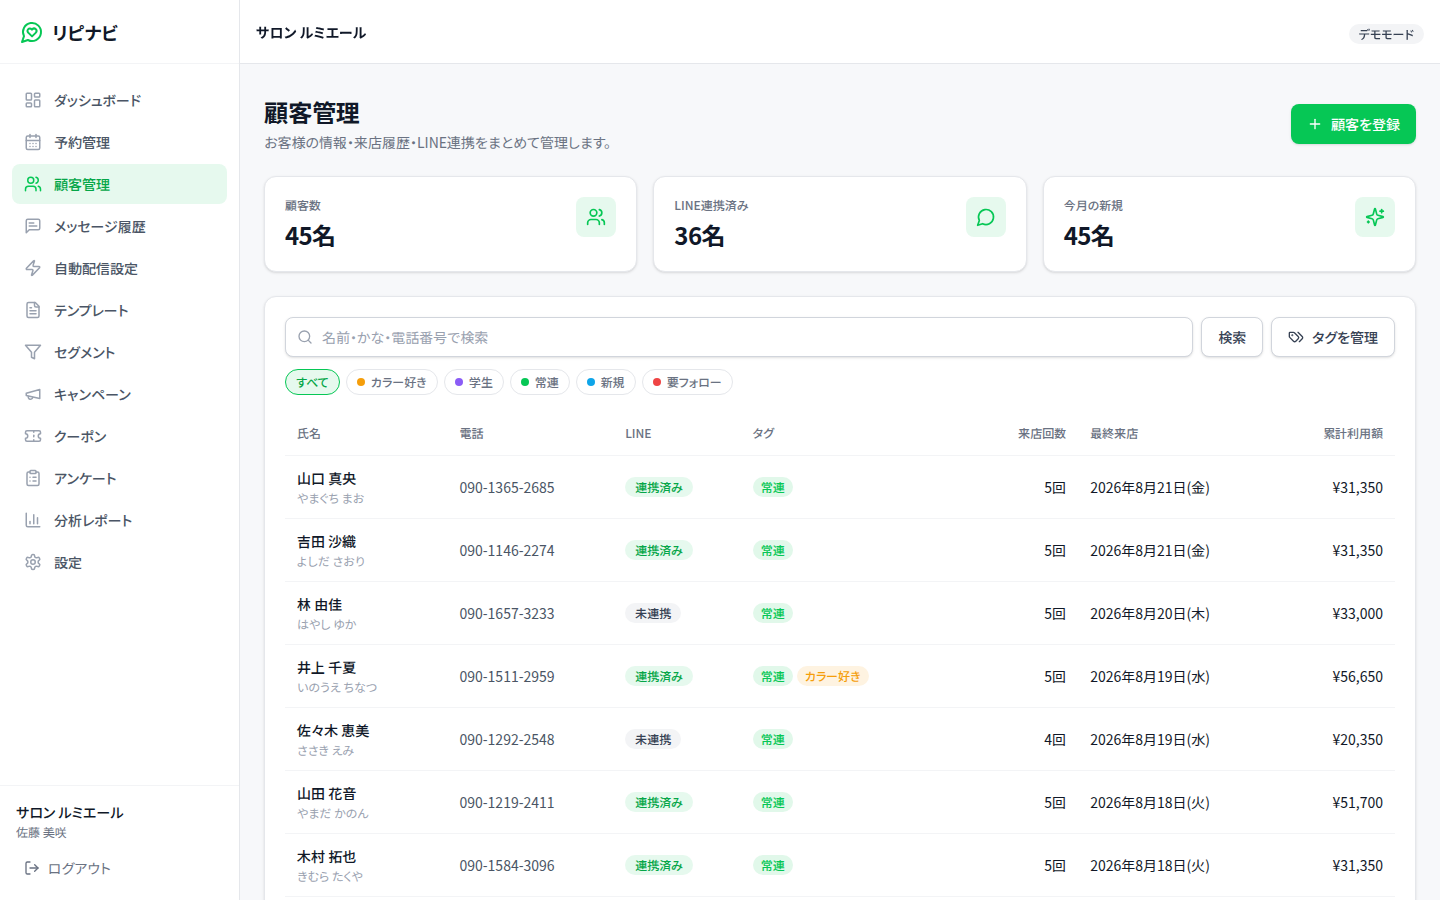 リピナビ
サロン ルミエール
デモモード
ダッシュボード
予約管理
顧客管理
メッセージ履歴
自動配信設定
テンプレート
セグメント
キャンペーン
クーポン
アンケート
分析レポート
設定
サロン ルミエール
佐藤 美咲
ログアウト
顧客管理
お客様の情報・来店履歴・LINE連携をまとめて管理します。
顧客を登録
顧客数
45名
LINE連携済み
36名
今月の新規
45名
名前・かな・電話番号で検索
検索
タグを管理
すべて カラー好き 学生 常連 新規 要フォロー
氏名 電話 LINE タグ 来店回数 最終来店 累計利用額
山口 真央
やまぐち まお
090-1365-2685 連携済み 常連 5回 2026年8月21日(金) ¥31,350
吉田 沙織
よしだ さおり
090-1146-2274 連携済み 常連 5回 2026年8月21日(金) ¥31,350
林 由佳
はやし ゆか
090-1657-3233 未連携 常連 5回 2026年8月20日(木) ¥33,000
井上 千夏
いのうえ ちなつ
090-1511-2959 連携済み 常連 カラー好き 5回 2026年8月19日(水) ¥56,650
佐々木 恵美
ささき えみ
090-1292-2548 未連携 常連 4回 2026年8月19日(水) ¥20,350
山田 花音
やまだ かのん
090-1219-2411 連携済み 常連 5回 2026年8月18日(火) ¥51,700
木村 拓也
きむら たくや
090-1584-3096 連携済み 常連 5回 2026年8月18日(火) ¥31,350